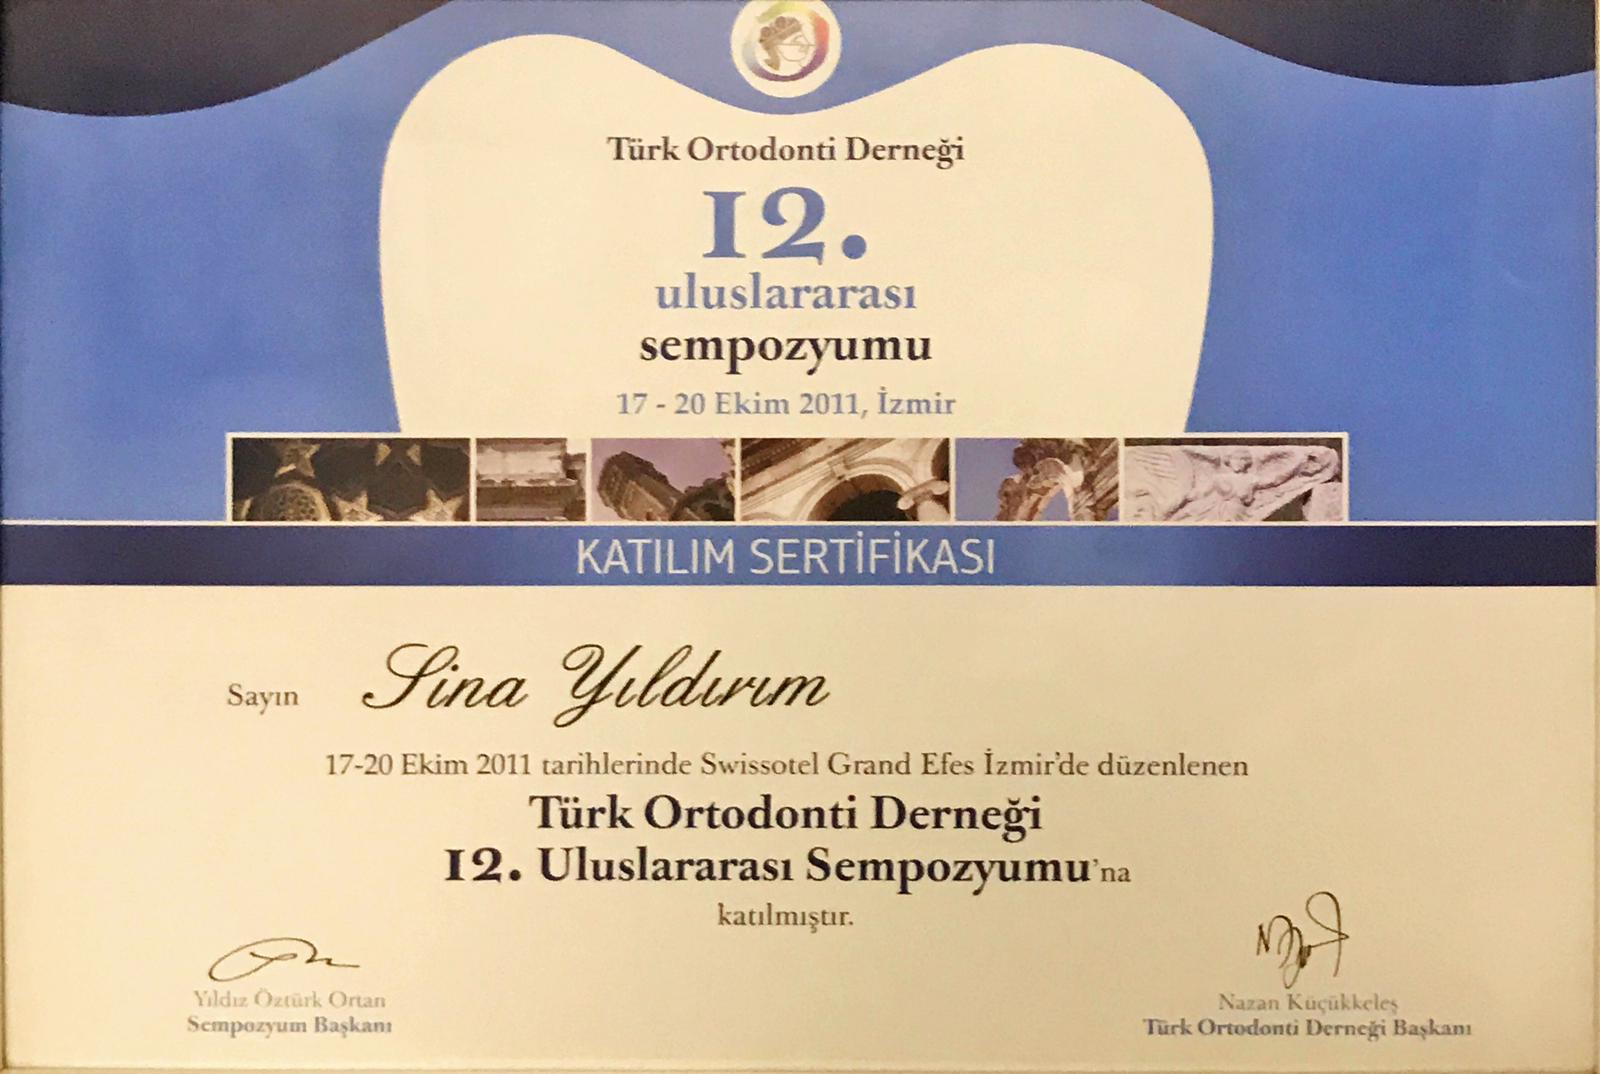 Türk Ortodonti Derneği
12.
uluslararası
sempozyumu
17 - 20 Ekim 2011, İzmir
KATILIM SERTİFİKASI
Sayın Sina Yıldırım
17-20 Ekim 2011 tarihlerinde Swissotel Grand Efes İzmir'de düzenlenen
Türk Ortodonti Derneği
12. Uluslararası Sempozyumu'na
katılmıştır.
Yıldız Öztürk Ortan
Sempozyum Başkanı
Nazan Küçükkeleş
Türk Ortodonti Derneği Başkanı